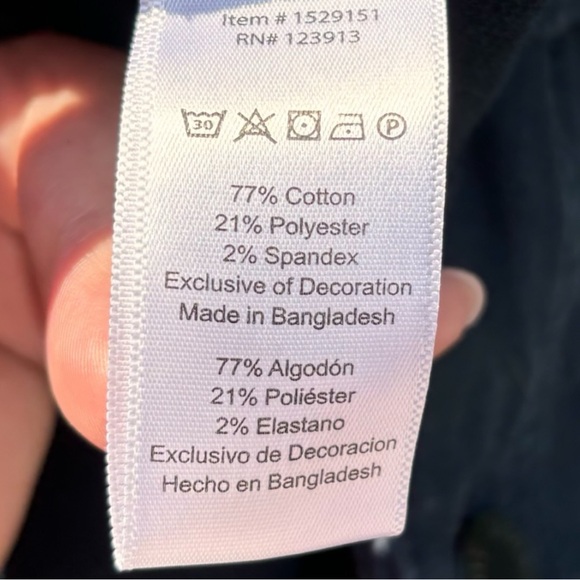 Item # 1529151
RN# 123913
30 P
77% Cotton
21% Polyester
2% Spandex
Exclusive of Decoration
Made in Bangladesh
77% Algodón
21% Poliéster
2% Elastano
Exclusivo de Decoracion
Hecho en Bangladesh